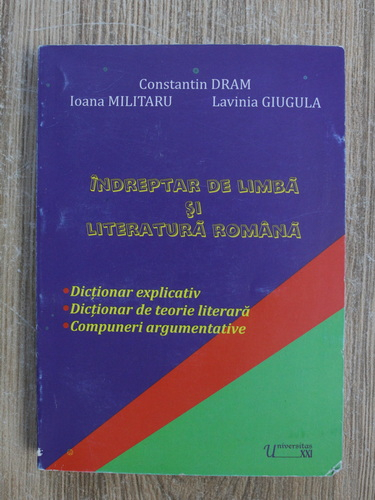 Constantin DRAM
Ioana MILITARU Lavinia GIUGULA
ÎNDREPTAR DE LIMBĂ
ŞI
LITERATURĂ ROMÂNĂ
• Dicţionar explicativ
• Dicţionar de teorie literară
• Compuneri argumentative
Universitas
XXI